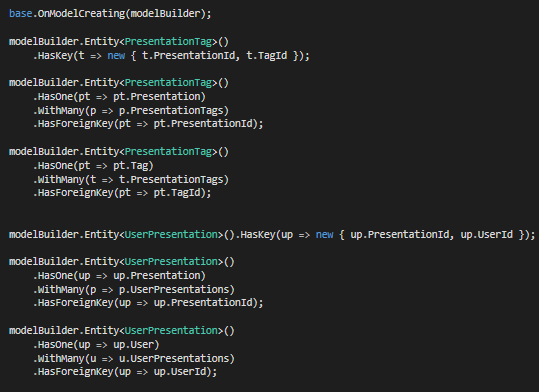 base.OnModelCreating(modelBuilder);
modelBuilder.Entity<PresentationTag>()
.HasKey(t => new { t.PresentationId, t.TagId });
modelBuilder.Entity<PresentationTag>()
.HasOne(pt => pt.Presentation)
.WithMany(p => p.PresentationTags)
.HasForeignKey(pt => pt.PresentationId);
modelBuilder.Entity<PresentationTag>()
.HasOne(pt => pt.Tag)
.WithMany(t => t.PresentationTags)
.HasForeignKey(pt => pt.TagId);
modelBuilder.Entity<UserPresentation>().HasKey(up => new { up.PresentationId, up.UserId });
modelBuilder.Entity<UserPresentation>()
.HasOne(up => up.Presentation)
.WithMany(p => p.UserPresentations)
.HasForeignKey(up => up.PresentationId);
modelBuilder.Entity<UserPresentation>()
.HasOne(up => up.User)
.WithMany(u => u.UserPresentations)
.HasForeignKey(up => up.UserId);